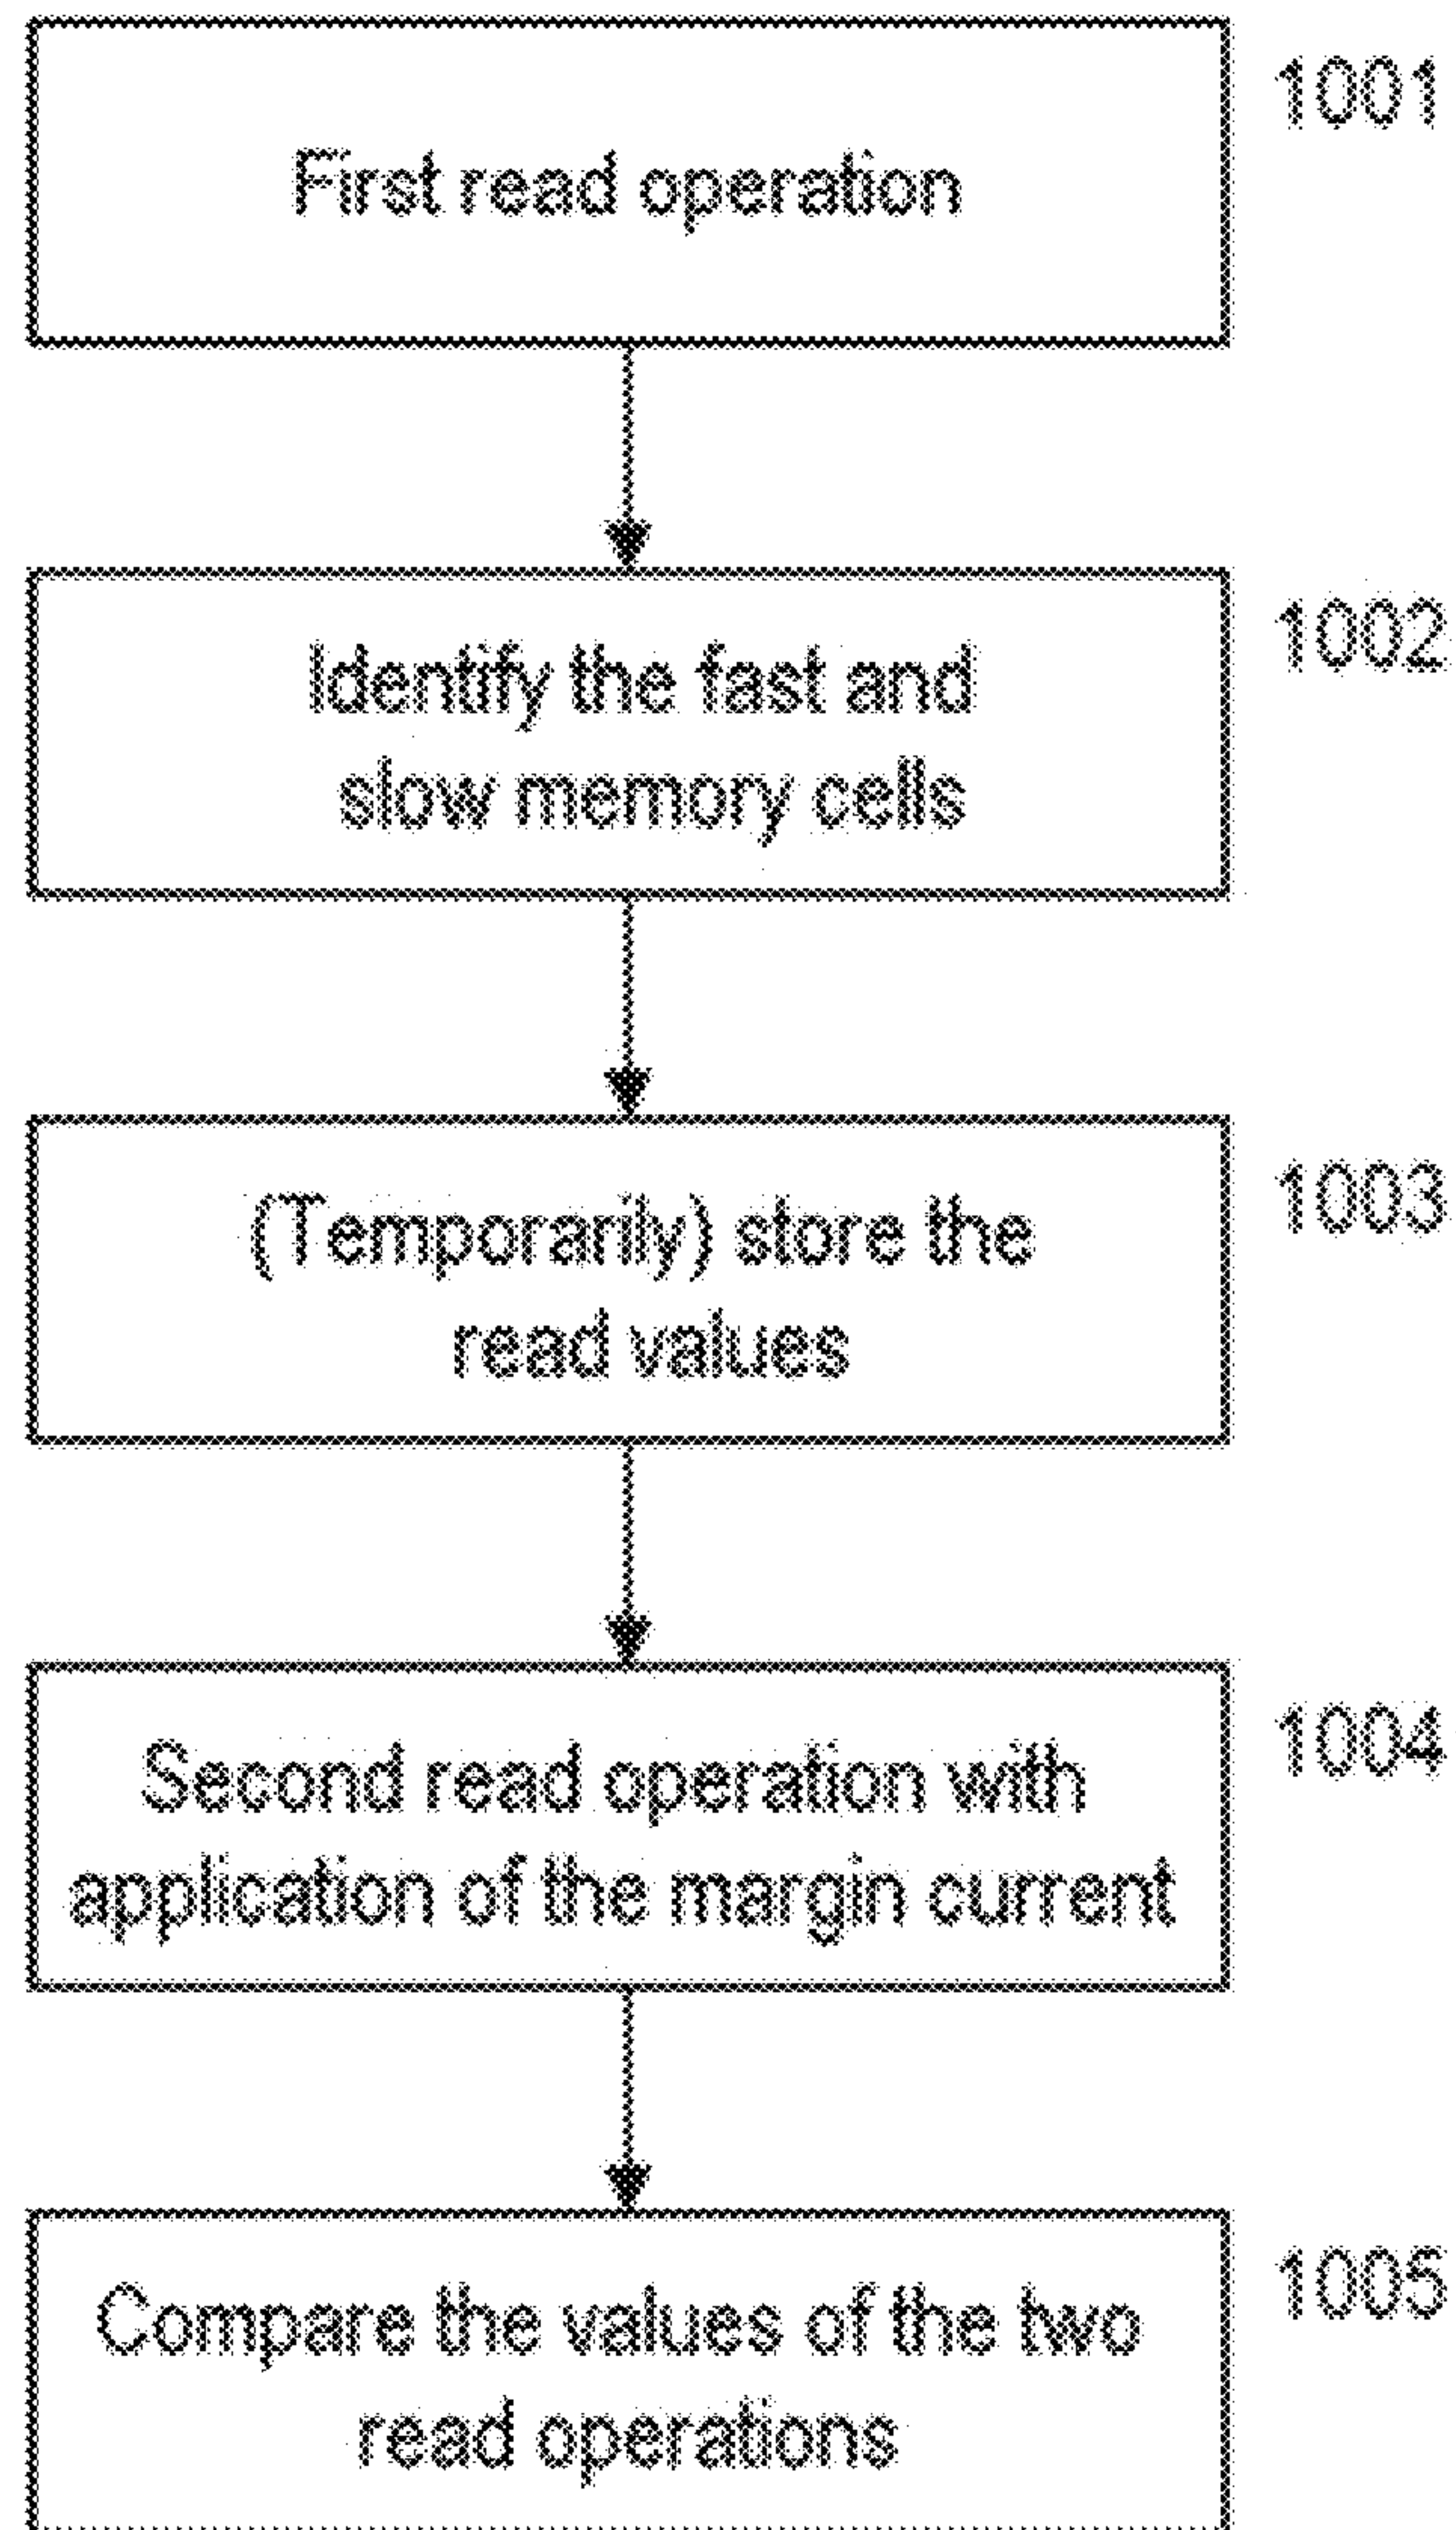 1001
First read operation
1002
Identify the fast and
slow memory cells
1003
(Temporarily) store the
read values
1004
Second read operation with
application of the margin current
1005
Compare the values of the two
read operations